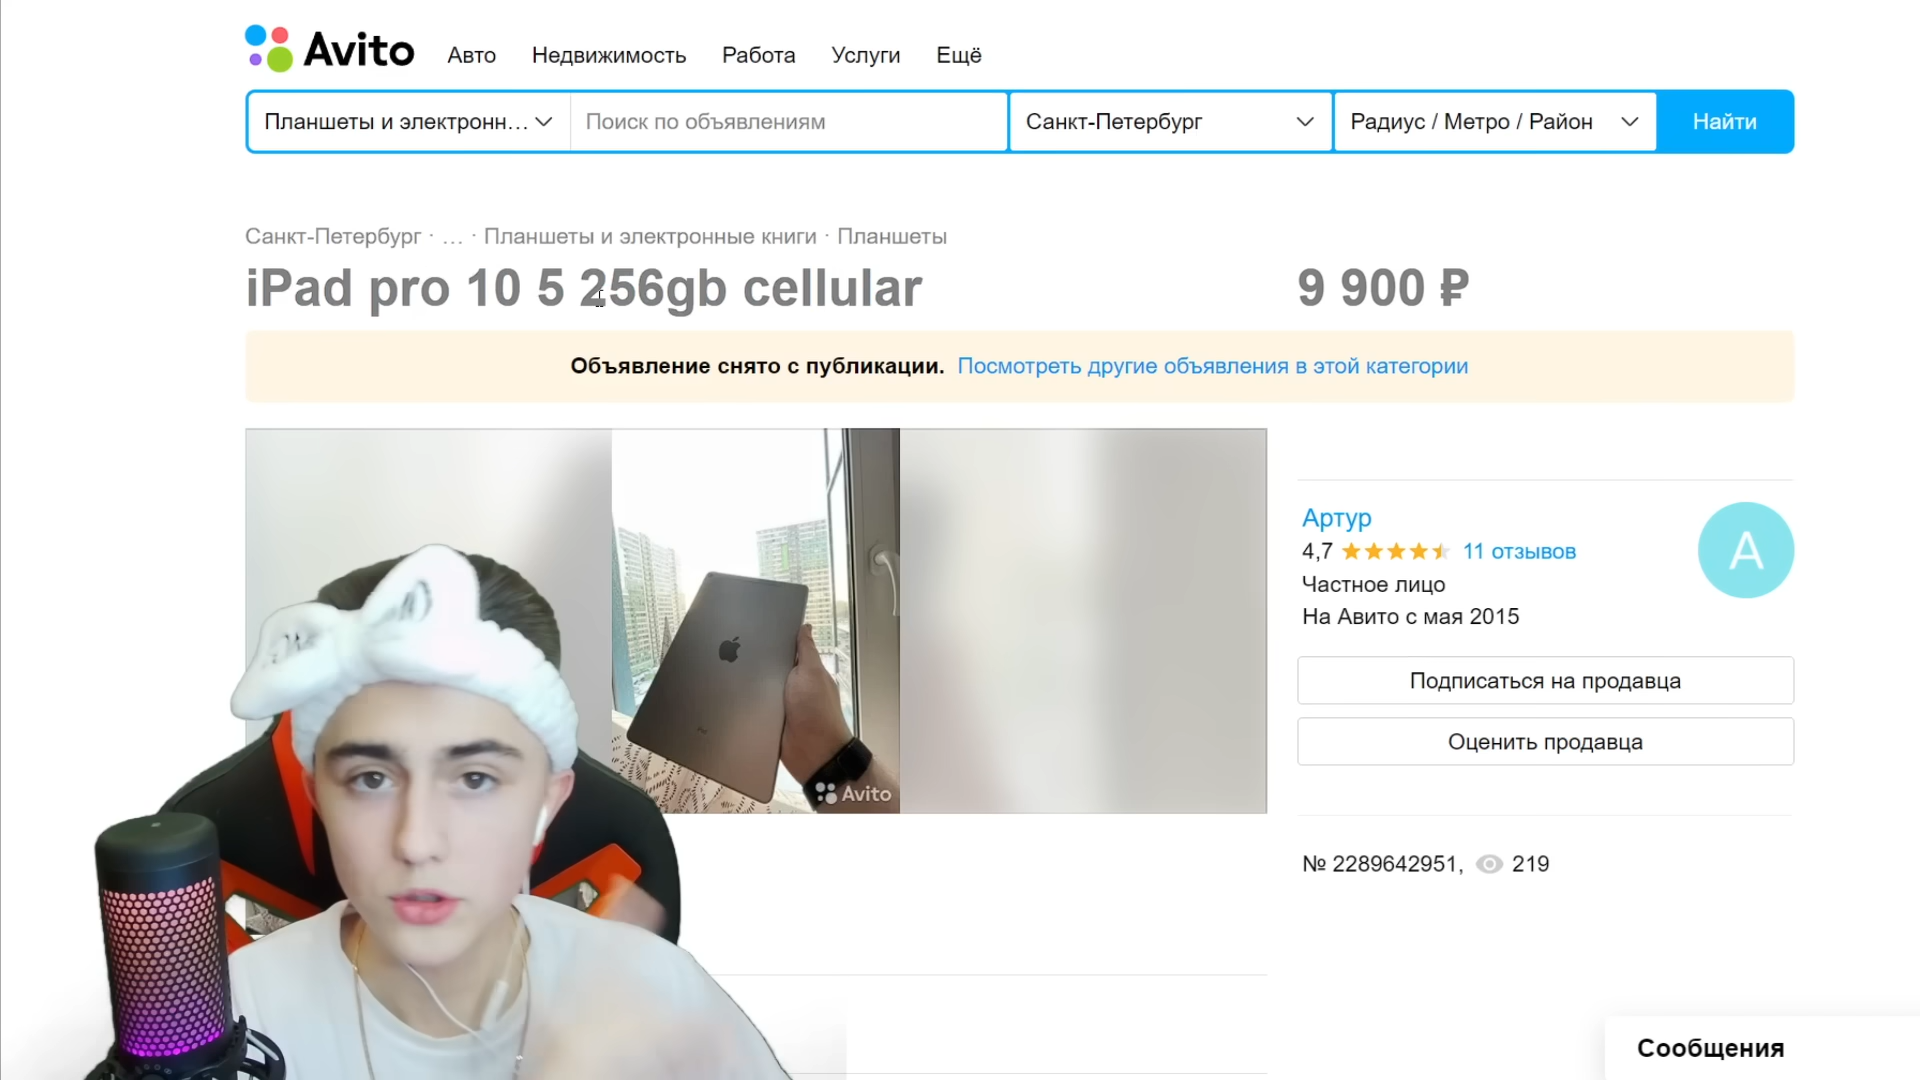 Avito
Авто Недвижимость Работа Услуги Ещё
Планшеты и электронн... Поиск по объявлениям Санкт-Петербург Радиус / Метро / Район Найти
Санкт-Петербург · ... · Планшеты и электронные книги · Планшеты
iPad pro 10 5 256gb cellular 9 900 ₽
Объявление снято с публикации. Посмотреть другие объявления в этой категории
Артур
4,7 11 отзывов
Частное лицо
На Авито с мая 2015
А
Подписаться на продавца
Оценить продавца
Avito
№ 2289642951, 219
Сообщения